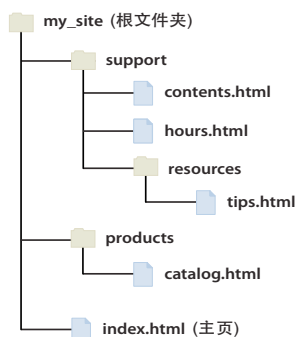 my_site (根文件夹)
support
contents.html
hours.html
resources
tips.html
products
catalog.html
index.html (主页)